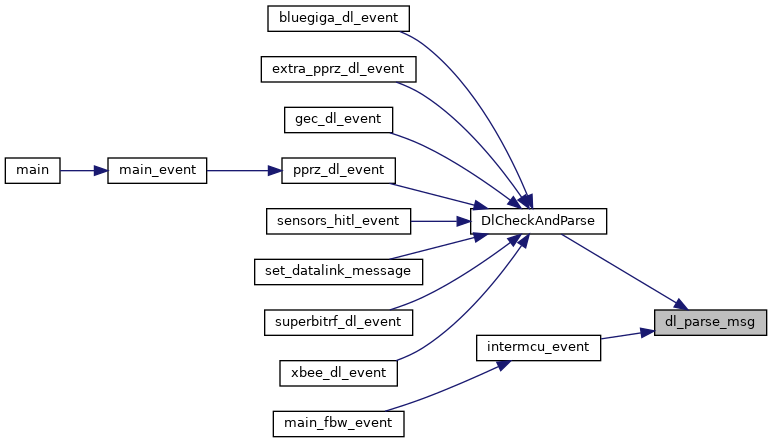 bluegiga_dl_event
extra_pprz_dl_event
gec_dl_event
main
main_event
pprz_dl_event
sensors_hitl_event
DlCheckAndParse
set_datalink_message
superbitrf_dl_event
dl_parse_msg
intermcu_event
xbee_dl_event
main_fbw_event